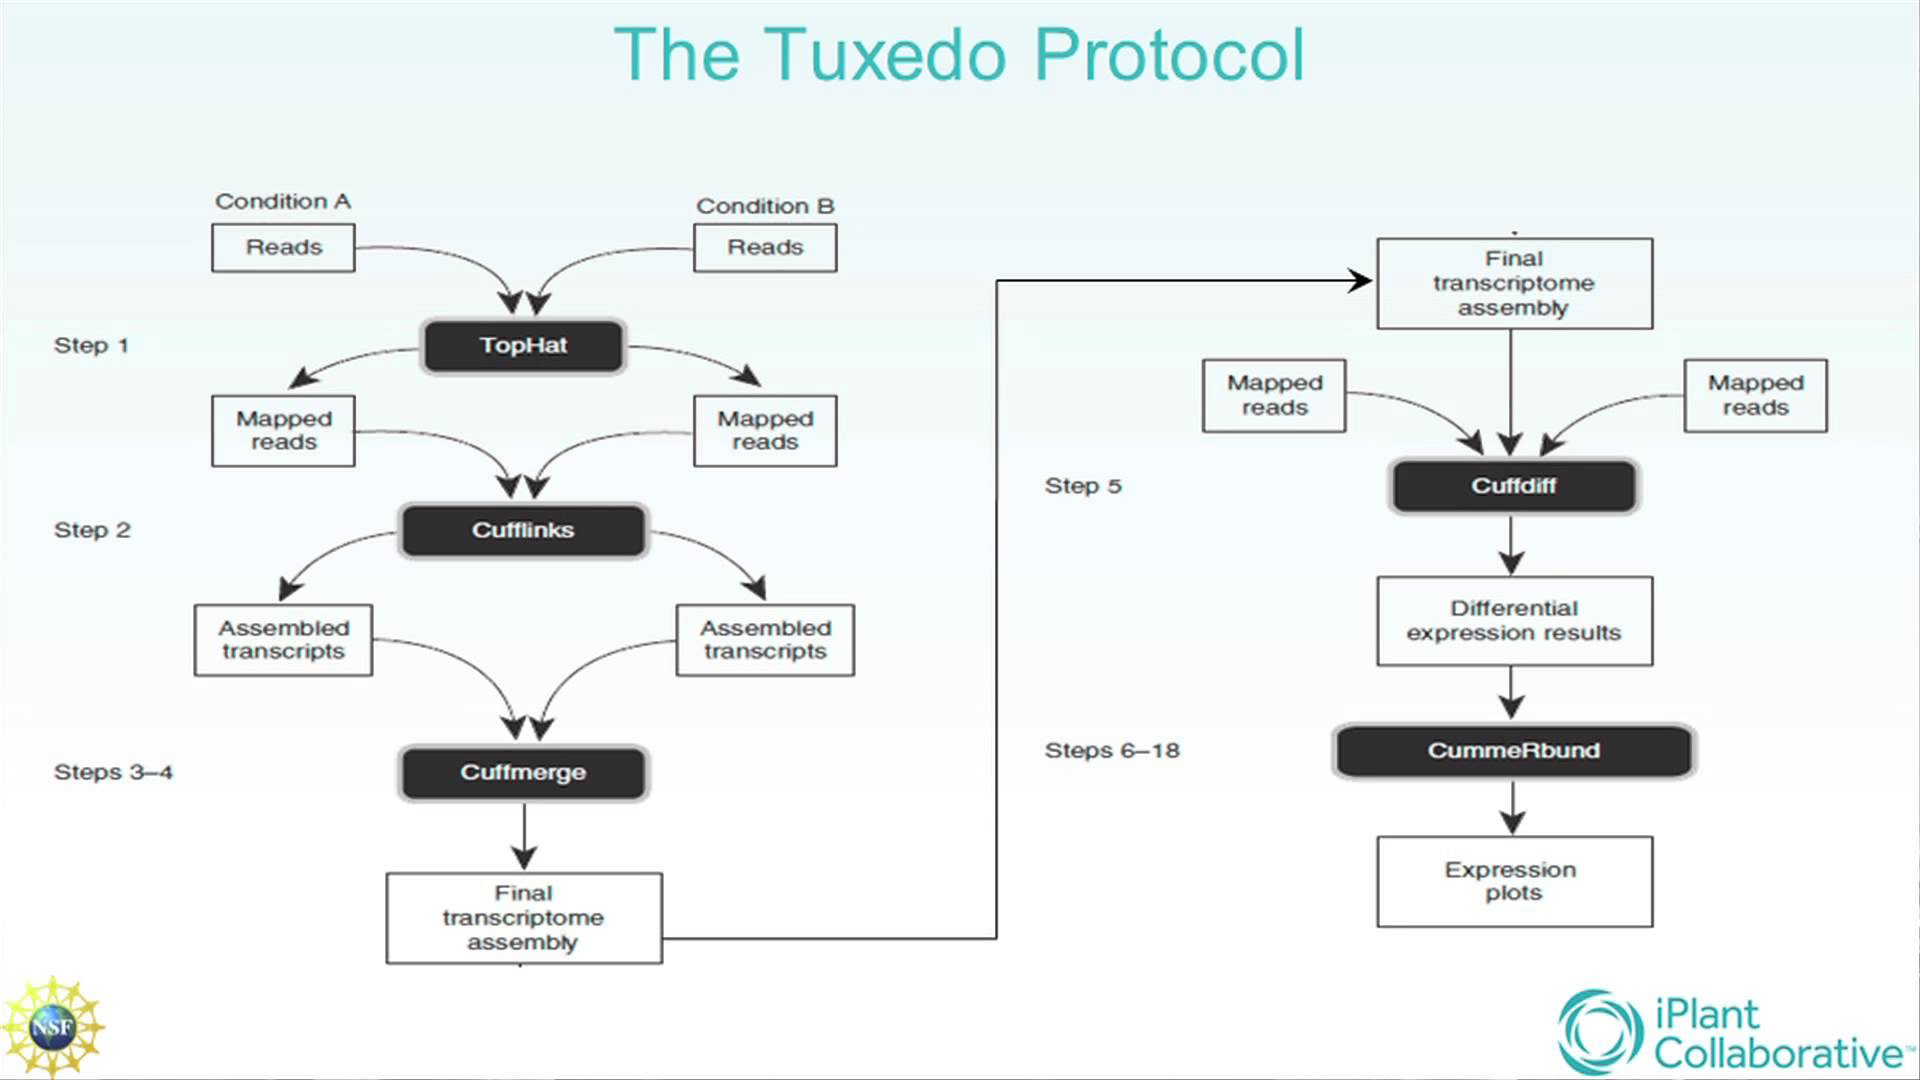 The Tuxedo Protocol
Condition A
Condition B
Reads
Reads
Step 1
TopHat
Mapped
reads
Mapped
reads
Step 2
Cufflinks
Assembled
transcripts
Assembled
transcripts
Steps 3–4
Cuffmerge
Final
transcriptome
assembly
Final
transcriptome
assembly
Mapped
reads
Mapped
reads
Step 5
Cuffdiff
Differential
expression results
Steps 6–18
CummeRbund
Expression
plots
NSF
iPlant
Collaborative™